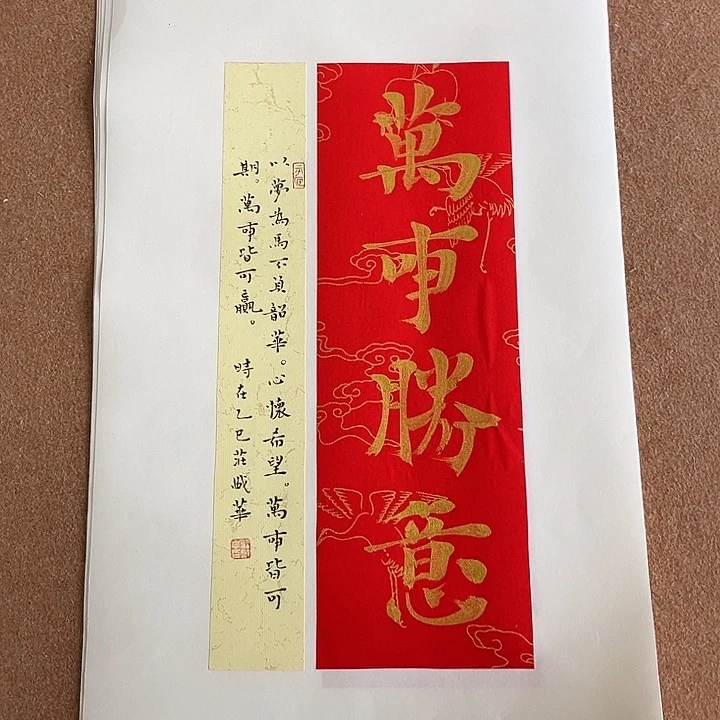 萬事勝意
以夢為馬不負韶華。心懷希望。萬事皆可
期。萬事皆可贏。 時在乙巳莊華